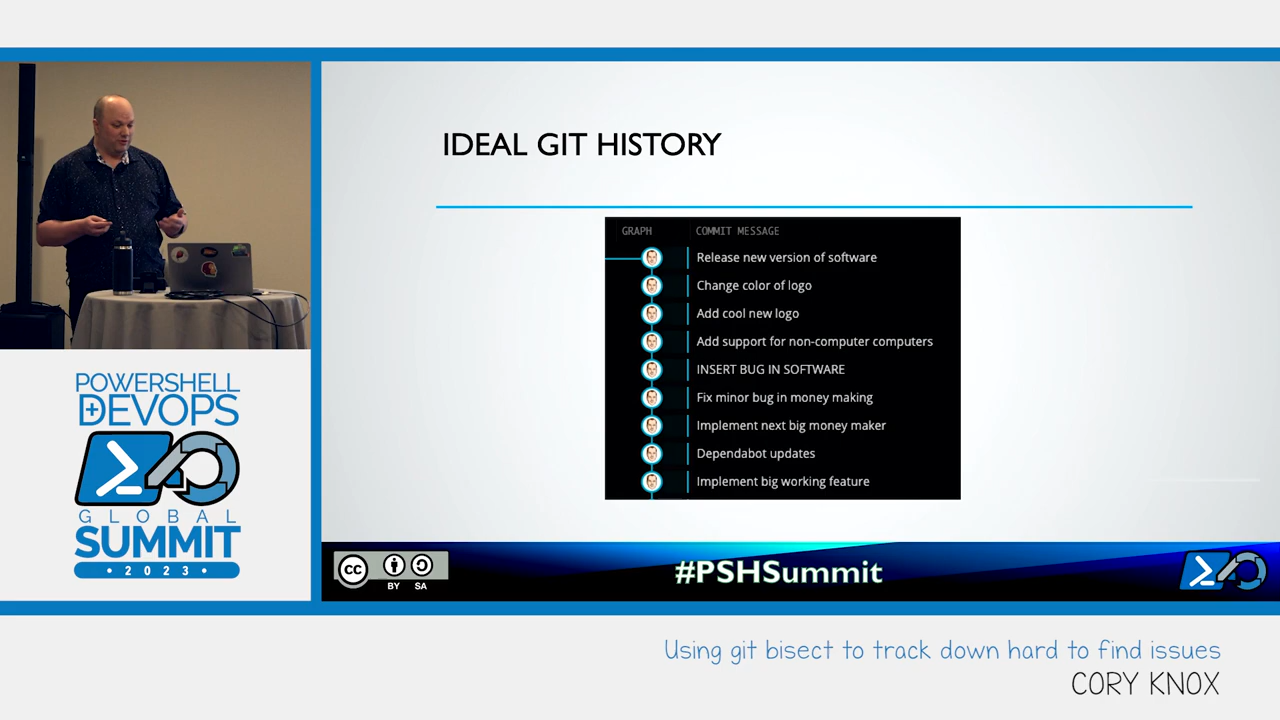 IDEAL GIT HISTORY
GRAPH COMMIT MESSAGE
Release new version of software
Change color of logo
Add cool new logo
Add support for non-computer computers
INSERT BUG IN SOFTWARE
Fix minor bug in money making
Implement next big money maker
Dependabot updates
Implement big working feature
POWERSHELL
+DEVOPS
GLOBAL
SUMMIT
• 2023 •
cc BY SA
#PSHSummit
Using git bisect to track down hard to find issues
CORY KNOX